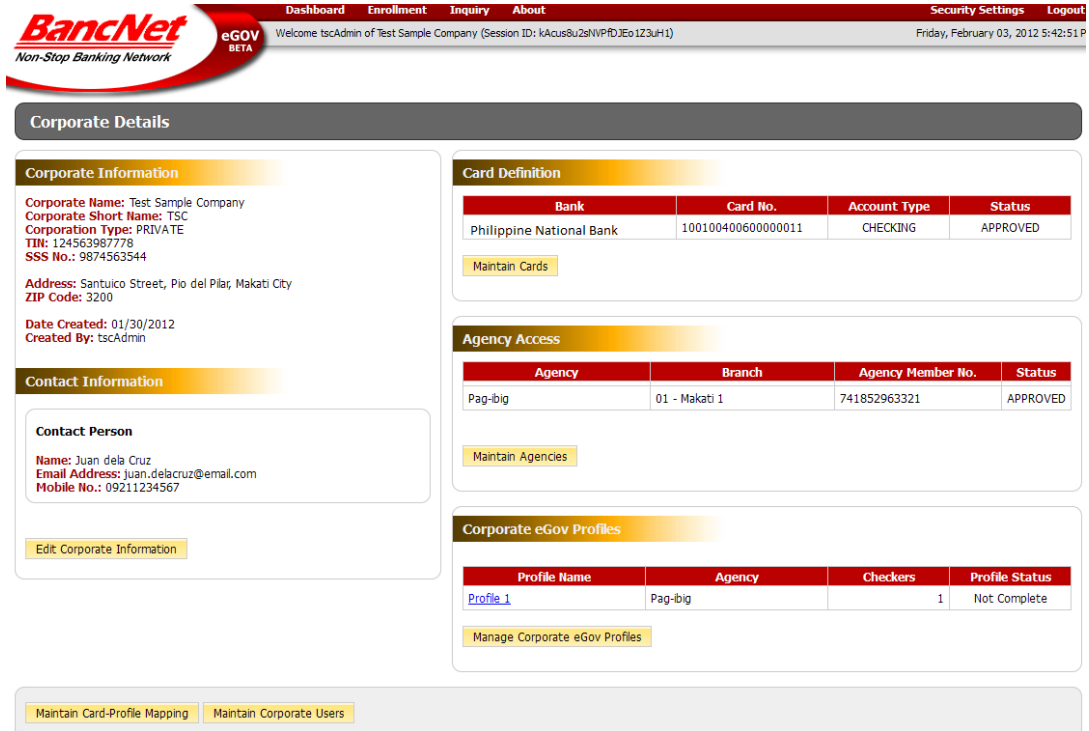 Dashboard Enrollment Inquiry About Security Settings Logout
BancNet
Non-Stop Banking Network
eGOV
BETA
Welcome tscAdmin of Test Sample Company (Session ID: kAcus8u2sNVPfDJEo1Z3uH1) Friday, February 03, 2012 5:42:51 P
Corporate Details
Corporate Information
Corporate Name: Test Sample Company
Corporate Short Name: TSC
Corporation Type: PRIVATE
TIN: 124563987778
SSS No.: 9874563544
Address: Santuico Street, Pio del Pilar, Makati City
ZIP Code: 3200
Date Created: 01/30/2012
Created By: tscAdmin
Contact Information
Contact Person
Name: Juan dela Cruz
Email Address: juan.delacruz@email.com
Mobile No.: 09211234567
Edit Corporate Information
Card Definition
Bank Card No. Account Type Status
Philippine National Bank 100100400600000011 CHECKING APPROVED
Maintain Cards
Agency Access
Agency Branch Agency Member No. Status
Pag-ibig 01 - Makati 1 741852963321 APPROVED
Maintain Agencies
Corporate eGov Profiles
Profile Name Agency Checkers Profile Status
Profile 1 Pag-ibig 1 Not Complete
Manage Corporate eGov Profiles
Maintain Card-Profile Mapping Maintain Corporate Users